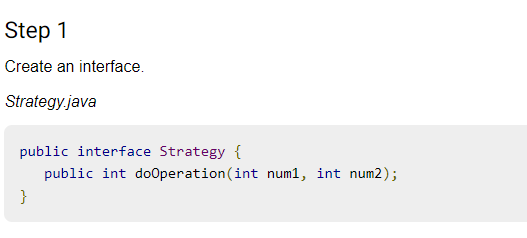 Step 1
Create an interface.
Strategy.java
public interface Strategy {
   public int doOperation(int num1, int num2);
}